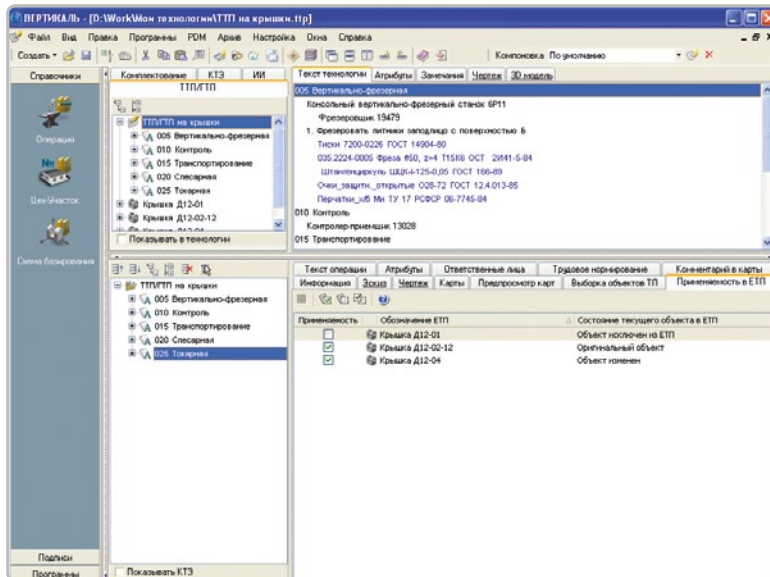 ВЕРТИКАЛЬ - [D:\Work\Мои технологии\ТТП на крышки.ttp]
Файл Вид Правка Программы PDM Архив Настройка Окна Справка
Создать Компоновка По умолчанию
Справочники
Операция
Цех-Участок
Схема базирования
Подписи
Программы
Комплектование КТЭ ИИ
ТТП/ГТП
ТТП/ГТП на крышки
005 Вертикально-фрезерная
010 Контроль
015 Транспортирование
020 Слесарная
025 Токарная
Крышка Д12-01
Крышка Д12-02-12
Крышка Д12-04
Показывать в технологии
Текст технологии Атрибуты Замечания Чертеж 3D модель
005 Вертикально-фрезерная
Консольный вертикально-фрезерный станок 6Р11
Фрезеровщик 19479
1. Фрезеровать литники заподлицо с поверхностью Б
Тиски 7200-0226 ГОСТ 14904-80
035.2224-0005 Фреза ф50, z=4 Т15К6 ОСТ 2И41-5-84
Штангенциркуль ШЦК-I-125-0,05 ГОСТ 166-89
Очки_защитн._открытые О28-72 ГОСТ 12.4.013-85
Перчатки_х/б Ми ТУ 17 РСФСР 06-7745-84
010 Контроль
Контролер-приемщик 13028
015 Транспортирование
ТТП/ГТП на крышки
005 Вертикально-фрезерная
010 Контроль
015 Транспортирование
020 Слесарная
025 Токарная
Показывать КТЭ
Текст операции Атрибуты Ответственные лица Трудовое нормирование Комментарий в карты
Информация Эскиз Чертеж Карты Предпросмотр карт Выборка объектов ТП Применяемость в ЕТП
Применяемость Обозначение ЕТП Состояние текущего объекта в ЕТП
Крышка Д12-01 Объект исключен из ЕТП
Крышка Д12-02-12 Оригинальный объект
Крышка Д12-04 Объект изменен